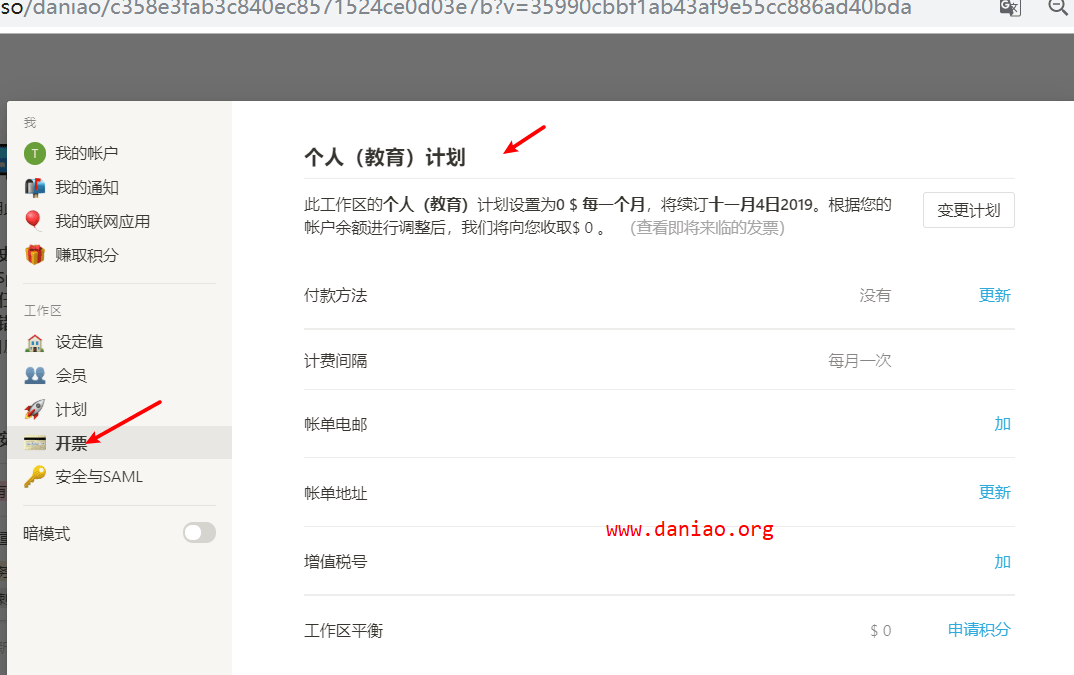 so/daniao/c358e3fab3c840ec8571524ce0d03e7b?v=35990cbbf1ab43af9e55cc886ad40bda
我
T 我的帐户
我的通知
我的联网应用
赚取积分
工作区
设定值
会员
计划
开票
安全与SAML
暗模式
个人（教育）计划
此工作区的个人（教育）计划设置为0 $ 每一个月，将续订十一月4日2019。根据您的
帐户余额进行调整后，我们将向您收取$ 0 。 （查看即将来临的发票）
变更计划
付款方法 没有 更新
计费间隔 每月一次
帐单电邮 加
帐单地址 更新
www.daniao.org
增值税号 加
工作区平衡 $ 0 申请积分